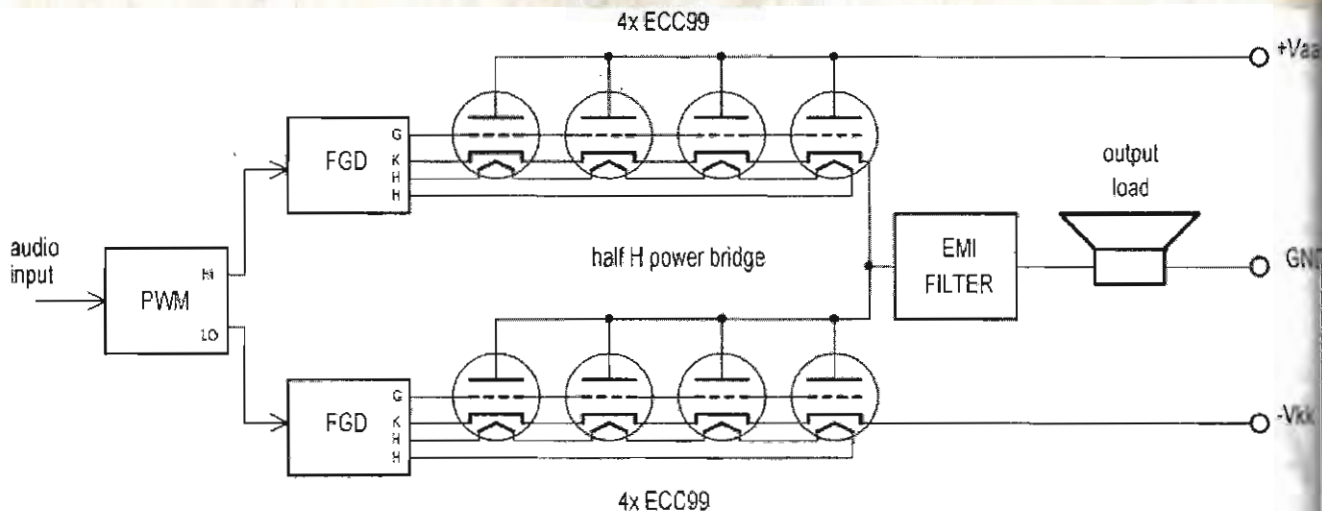 4x ECC99
+Vaa
G
K
H
H
FGD
output
load
audio
input
PWM
Hi
LO
half H power bridge
EMI
FILTER
GND
G
K
H
H
FGD
-Vkk
4x ECC99